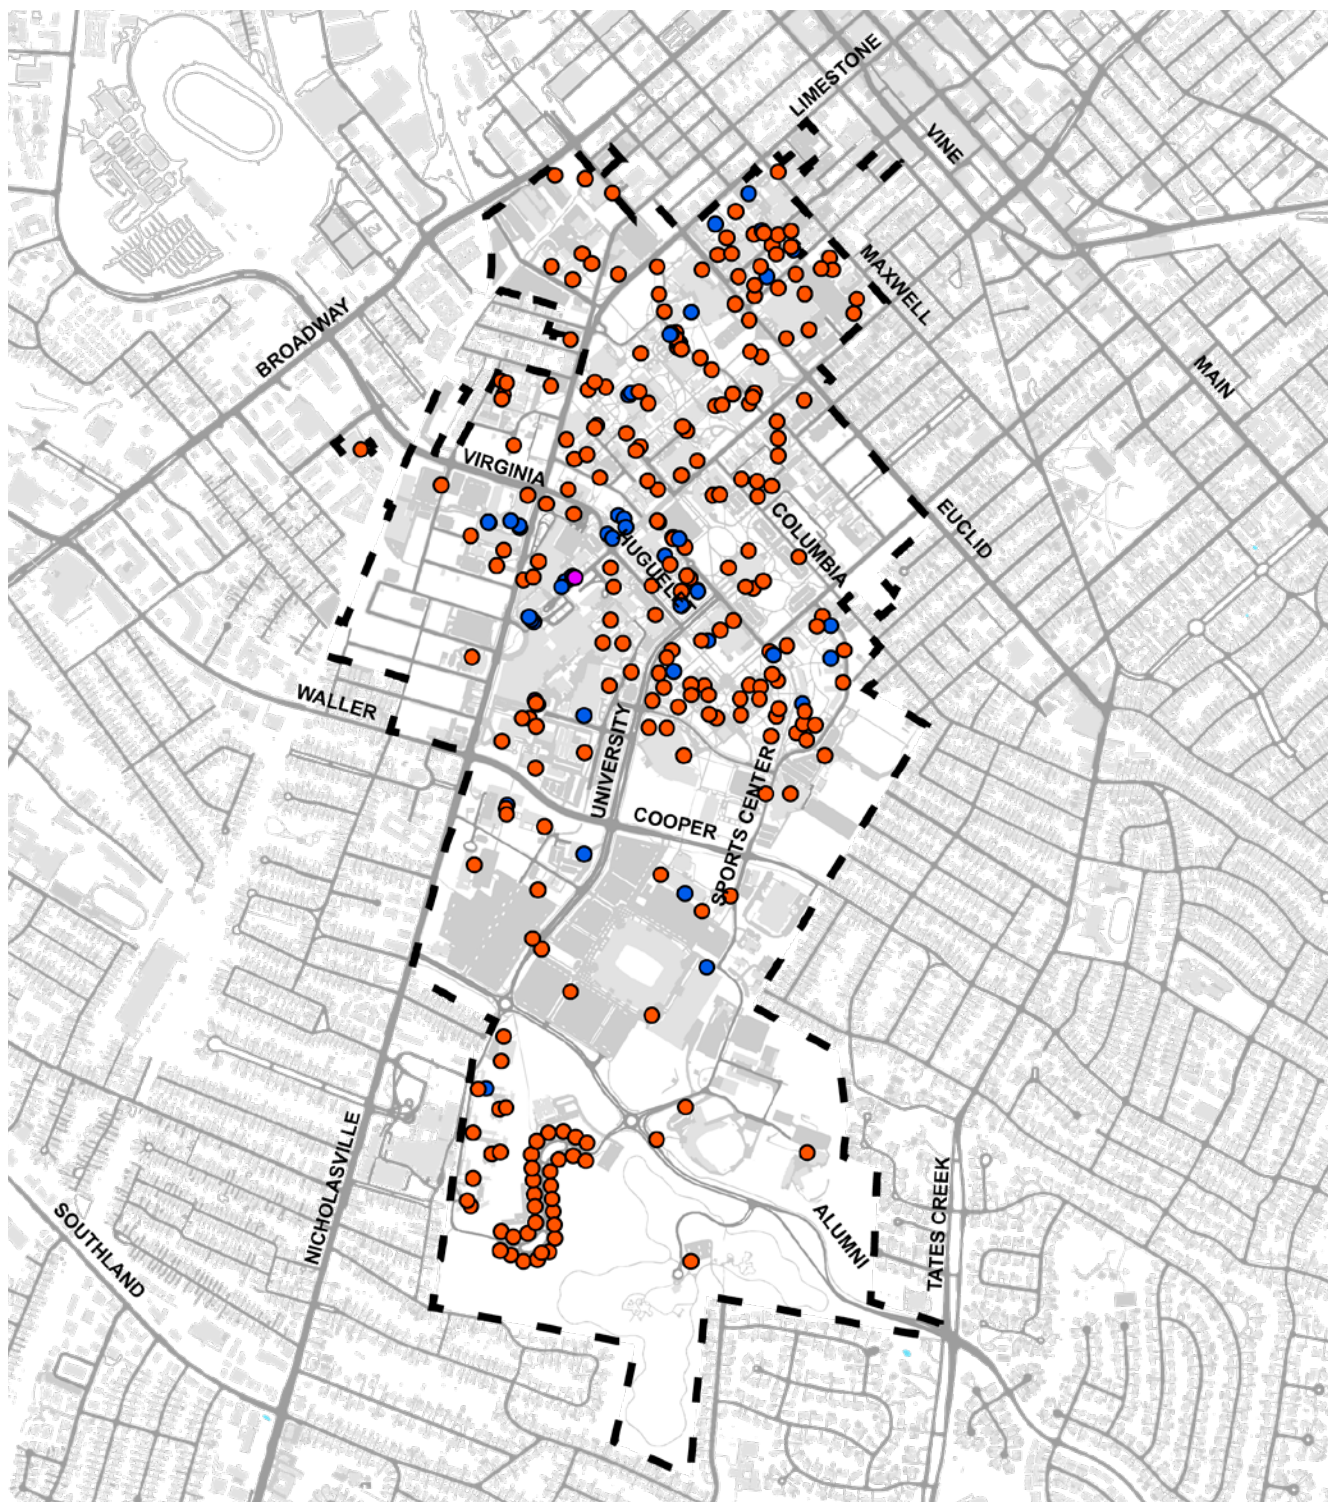 LIMESTONE
VINE
MAXWELL
BROADWAY
MAIN
VIRGINIA
EUCLID
COLUMBIA
HUGUELET
WALLER
UNIVERSITY
COOPER
SPORTS CENTER
NICHOLASVILLE
SOUTHLAND
ALUMNI
TATES CREEK